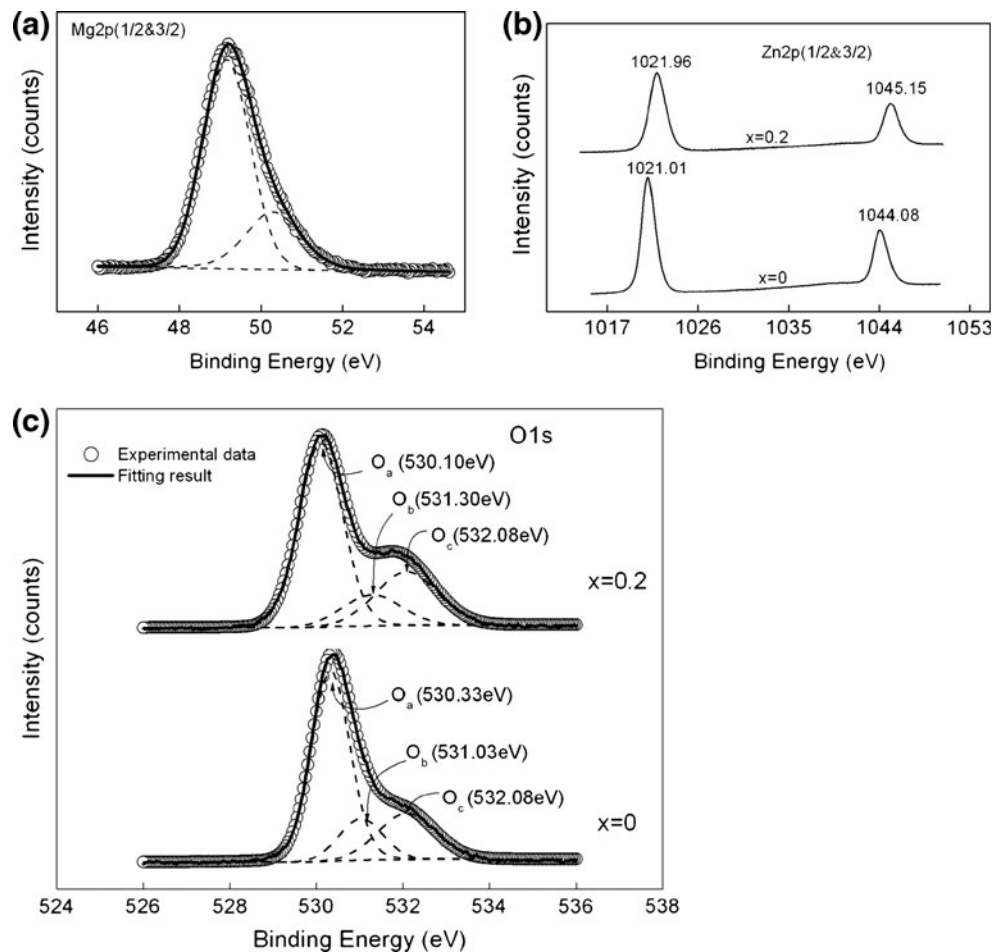 (a)
Mg2p(1/2&3/2)
Intensity (counts)
46 48 50 52 54
Binding Energy (eV)
(b)
Zn2p(1/2&3/2)
1021.96
1045.15
x=0.2
1021.01
1044.08
x=0
Intensity (counts)
1017 1026 1035 1044 1053
Binding Energy (eV)
(c)
O1s
Experimental data
Fitting result
Oa(530.10eV)
Ob(531.30eV)
Oc(532.08eV)
x=0.2
Intensity (counts)
Oa(530.33eV)
Ob(531.03eV)
Oc(532.08eV)
x=0
Intensity (counts)
524 526 528 530 532 534 536 538
Binding Energy (eV)